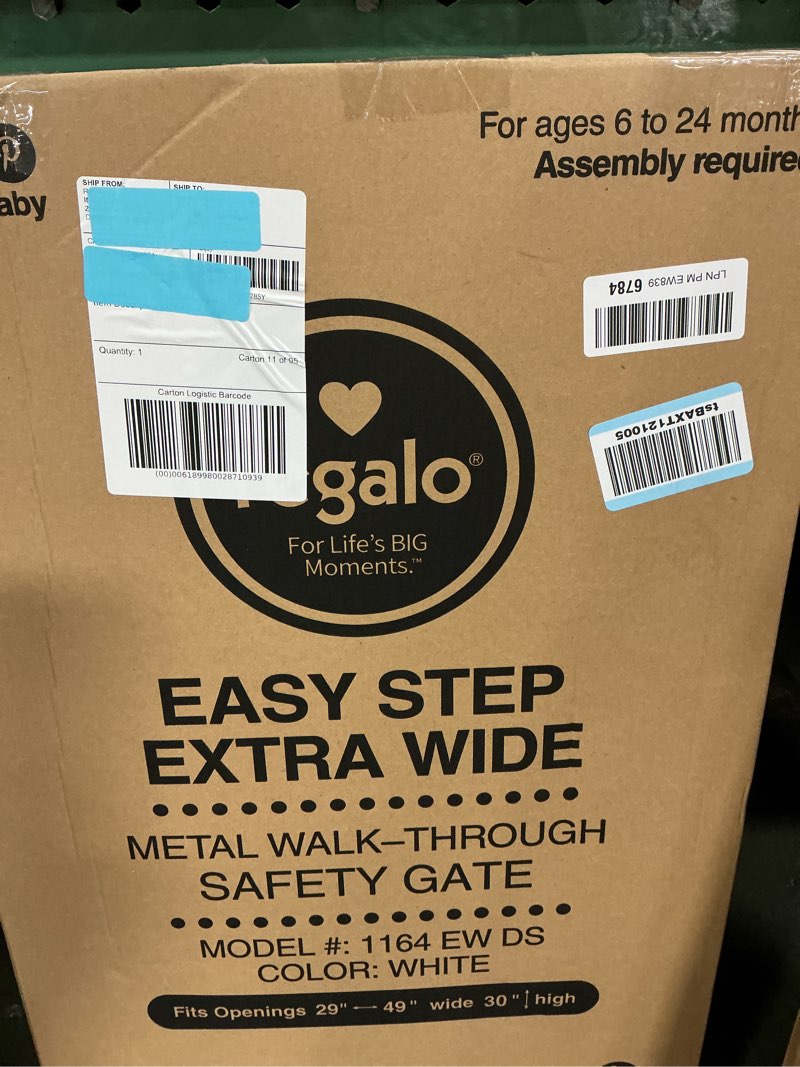 For ages 6 to 24 month
Assembly require
aby
SHIP FROM:
SHIP TO:
Quantity: 1
Carton 11 of 95
Carton Logistic Barcode
(00)006189980028710939
LPN PM EW839 6784
tsBAXT121005
galo®
For Life's BIG
Moments.™
EASY STEP
EXTRA WIDE
METAL WALK–THROUGH
SAFETY GATE
MODEL #: 1164 EW DS
COLOR: WHITE
Fits Openings 29" ⟷ 49" wide 30" ↕ high